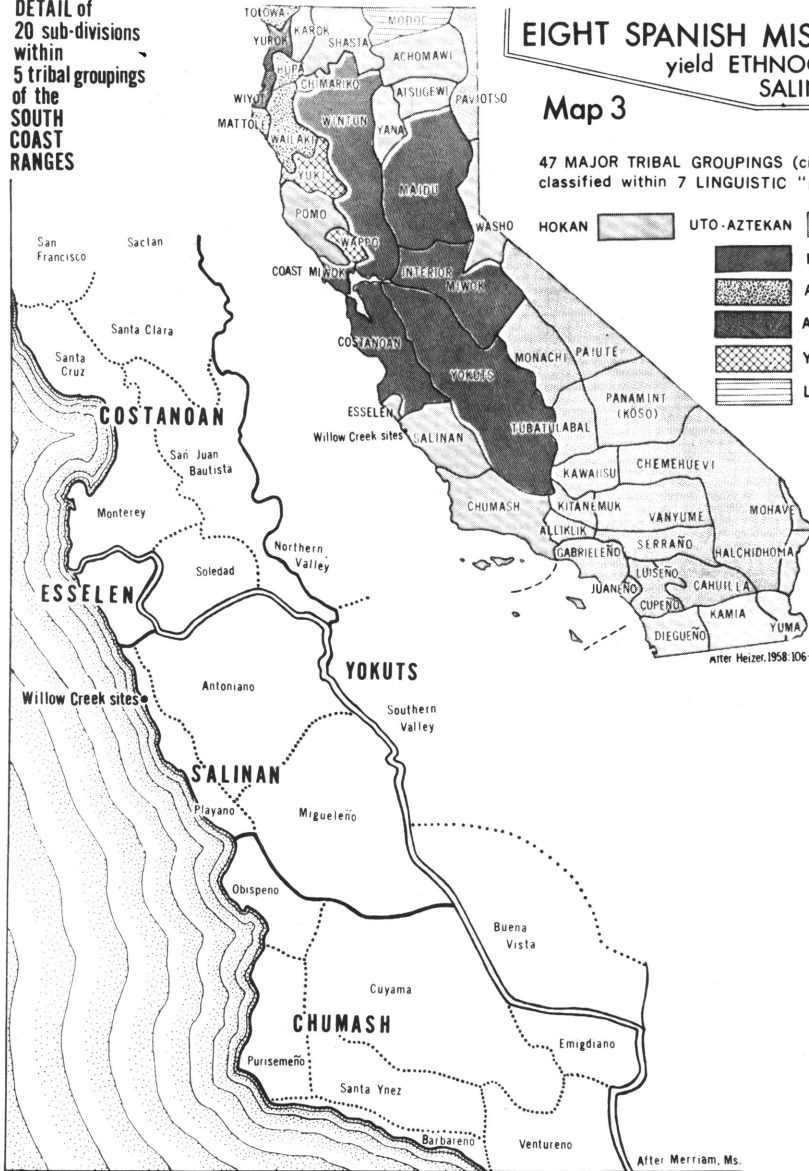 DETAIL of
20 sub-divisions
within
5 tribal groupings
of the
SOUTH
COAST
RANGES
EIGHT SPANISH MIS
yield ETHNO
SALIN
Map 3
47 MAJOR TRIBAL GROUPINGS
classified within 7 LINGUISTIC "
HOKAN
UTO-AZTEKAN
Y
L
TOLOWA
YUROK
KAROK
SHASTA
MODOC
ACHOMAWI
HUPA
CHIMARIKO
ATSUGEWI
PAVIOTSO
WIYOT
MATTOLE
WAILAKI
WINTUN
YANA
YUKI
MAIDU
POMO
WAPPO
WASHO
COAST MIWOK
INTERIOR
MIWOK
COSTANOAN
YOKUTS
MONACHI
PAIUTE
ESSELEN
Willow Creek sites
SALINAN
TUBATULABAL
PANAMINT
(KOSO)
KAWAIISU
CHEMEHUEVI
CHUMASH
KITANEMUK
VANYUME
MOHAVE
ALLIKLIK
GABRIELEÑO
SERRAÑO
HALCHIDHOMA
JUANEÑO
LUISEÑO
CAHUILLA
CUPEÑO
KAMIA
DIEGUEÑO
YUMA
After Heizer, 1958:106
San
Francisco
Saclan
Santa Clara
Santa
Cruz
COSTANOAN
San Juan
Bautista
Monterey
Northern
Valley
Soledad
ESSELEN
YOKUTS
Antoniano
Willow Creek sites
Southern
Valley
SALINAN
Playano
Migueleño
Obispeno
Buena
Vista
Cuyama
CHUMASH
Emigdiano
Purisemeño
Santa Ynez
Barbareno
Ventureno
After Merriam, Ms.